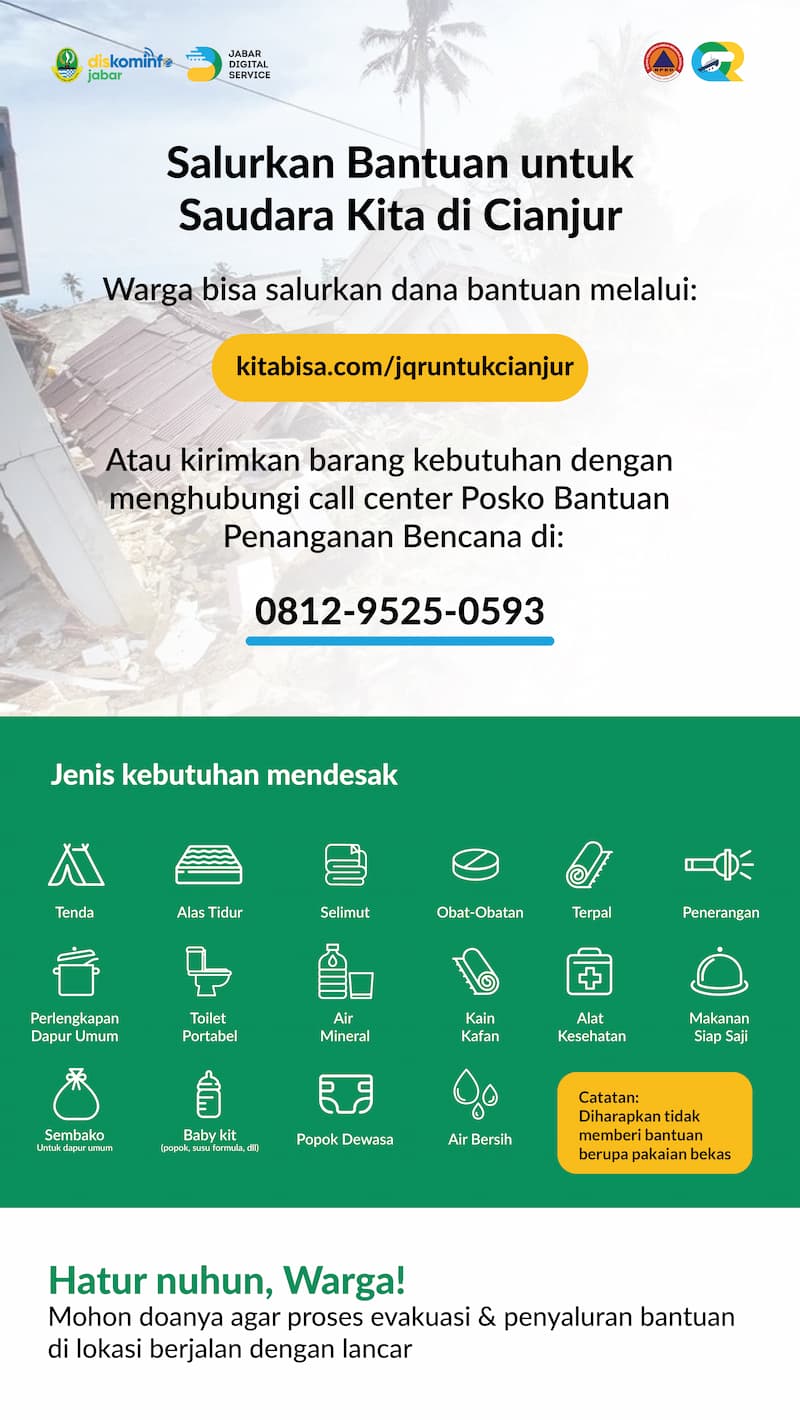 diskominfo
jabar
JABAR
DIGITAL
SERVICE
BPBD
Salurkan Bantuan untuk
Saudara Kita di Cianjur
Warga bisa salurkan dana bantuan melalui:
kitabisa.com/jqruntukcianjur
Atau kirimkan barang kebutuhan dengan
menghubungi call center Posko Bantuan
Penanganan Bencana di:
0812-9525-0593
Jenis kebutuhan mendesak
Tenda
Alas Tidur
Selimut
Obat-Obatan
Terpal
Penerangan
Perlengkapan
Dapur Umum
Toilet
Portabel
Air
Mineral
Kain
Kafan
Alat
Kesehatan
Makanan
Siap Saji
Sembako
Untuk dapur umum
Baby kit
(popok, susu formula, dll)
Popok Dewasa
Air Bersih
Catatan:
Diharapkan tidak
memberi bantuan
berupa pakaian bekas
Hatur nuhun, Warga!
Mohon doanya agar proses evakuasi & penyaluran bantuan
di lokasi berjalan dengan lancar